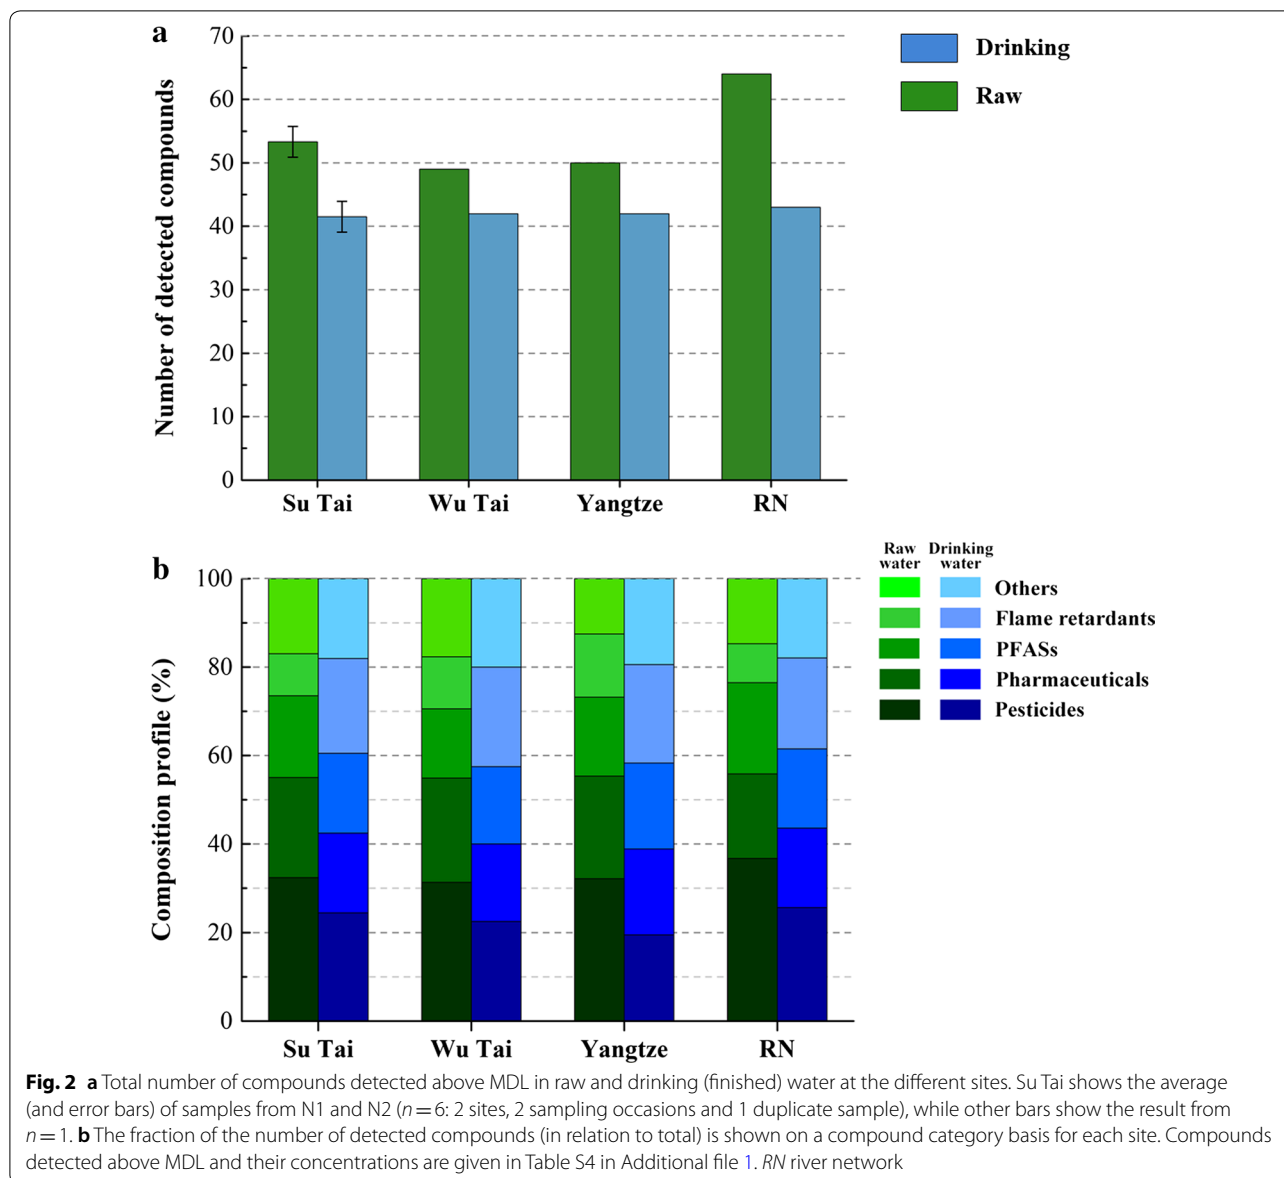 a
70
60
50
40
30
20
10
0
Number of detected compounds
Su Tai Wu Tai Yangtze RN
Drinking
Raw
b
100
80
60
40
20
0
Composition profile (%)
Su Tai Wu Tai Yangtze RN
Raw Drinking
water water
Others
Flame retardants
PFASs
Pharmaceuticals
Pesticides
Fig. 2 a Total number of compounds detected above MDL in raw and drinking (finished) water at the different sites. Su Tai shows the average
(and error bars) of samples from N1 and N2 (n = 6: 2 sites, 2 sampling occasions and 1 duplicate sample), while other bars show the result from
n = 1. b The fraction of the number of detected compounds (in relation to total) is shown on a compound category basis for each site. Compounds
detected above MDL and their concentrations are given in Table S4 in Additional file 1. RN river network